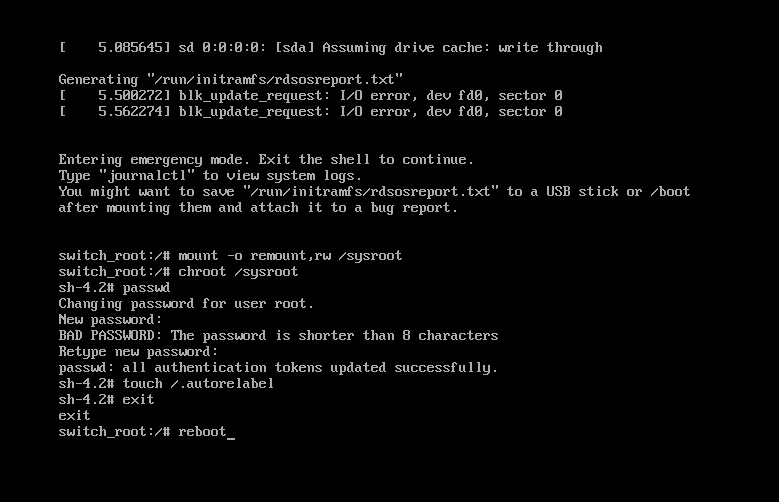 [    5.085645] sd 0:0:0:0: [sda] Assuming drive cache: write through
Generating "/run/initramfs/rdsosreport.txt"
[    5.500272] blk_update_request: I/O error, dev fd0, sector 0
[    5.562274] blk_update_request: I/O error, dev fd0, sector 0
Entering emergency mode. Exit the shell to continue.
Type "journalctl" to view system logs.
You might want to save "/run/initramfs/rdsosreport.txt" to a USB stick or /boot
after mounting them and attach it to a bug report.
switch_root:/# mount -o remount,rw /sysroot
switch_root:/# chroot /sysroot
sh-4.2# passwd
Changing password for user root.
New password:
BAD PASSWORD: The password is shorter than 8 characters
Retype new password:
passwd: all authentication tokens updated successfully.
sh-4.2# touch /.autorelabel
sh-4.2# exit
exit
switch_root:/# reboot_